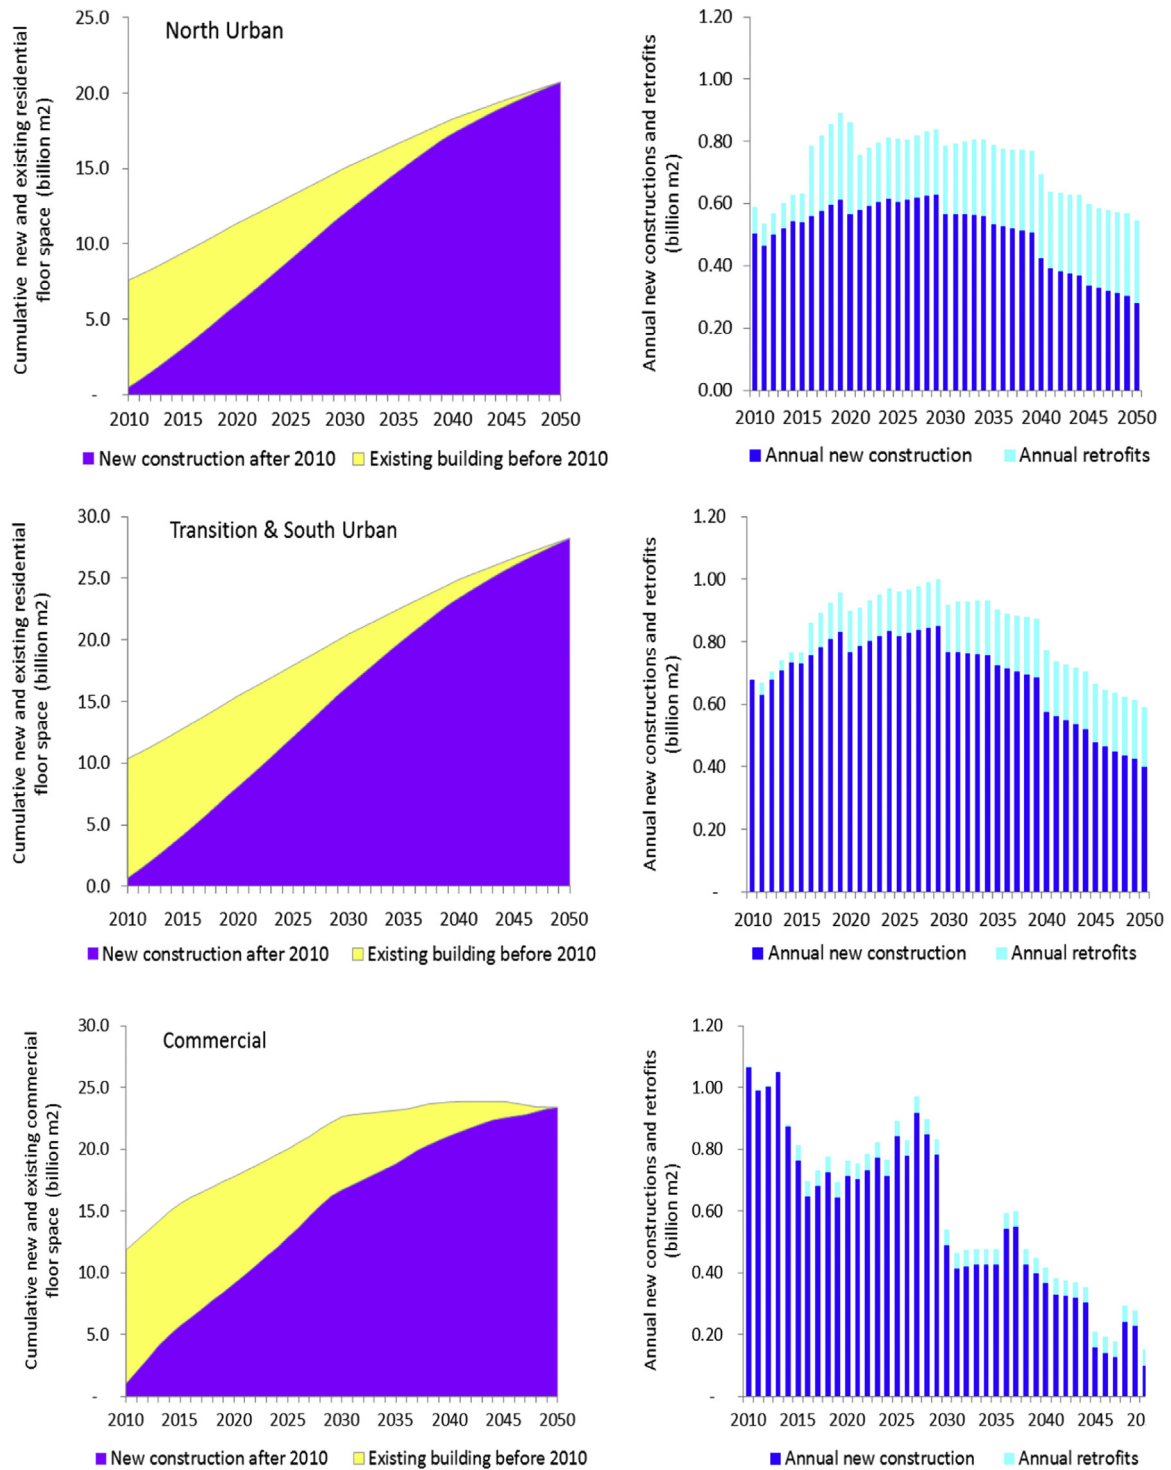 Cumulative new and existing residential
floor space (billion m2)
25.0
20.0
15.0
10.0
5.0
-
North Urban
2010 2015 2020 2025 2030 2035 2040 2045 2050
New construction after 2010 Existing building before 2010
Annual new constructions and retrofits
(billion m2)
1.20
1.00
0.80
0.60
0.40
0.20
0.00
2010 2015 2020 2025 2030 2035 2040 2045 2050
Annual new construction Annual retrofits
Cumulative new and existing residential
floor space (billion m2)
30.0
25.0
20.0
15.0
10.0
5.0
0.0
Transition & South Urban
2010 2015 2020 2025 2030 2035 2040 2045 2050
New construction after 2010 Existing building before 2010
Annual new constructions and retrofits
(billion m2)
1.20
1.00
0.80
0.60
0.40
0.20
-
2010 2015 2020 2025 2030 2035 2040 2045 2050
Annual new construction Annual retrofits
Cumulative new and existing commercial
floor space (billion m2)
30.0
25.0
20.0
15.0
10.0
5.0
-
Commercial
2010 2015 2020 2025 2030 2035 2040 2045 2050
New construction after 2010 Existing building before 2010
Annual new constructions and retrofits
(billion m2)
1.20
1.00
0.80
0.60
0.40
0.20
-
2010 2015 2020 2025 2030 2035 2040 2045 20
Annual new construction Annual retrofits